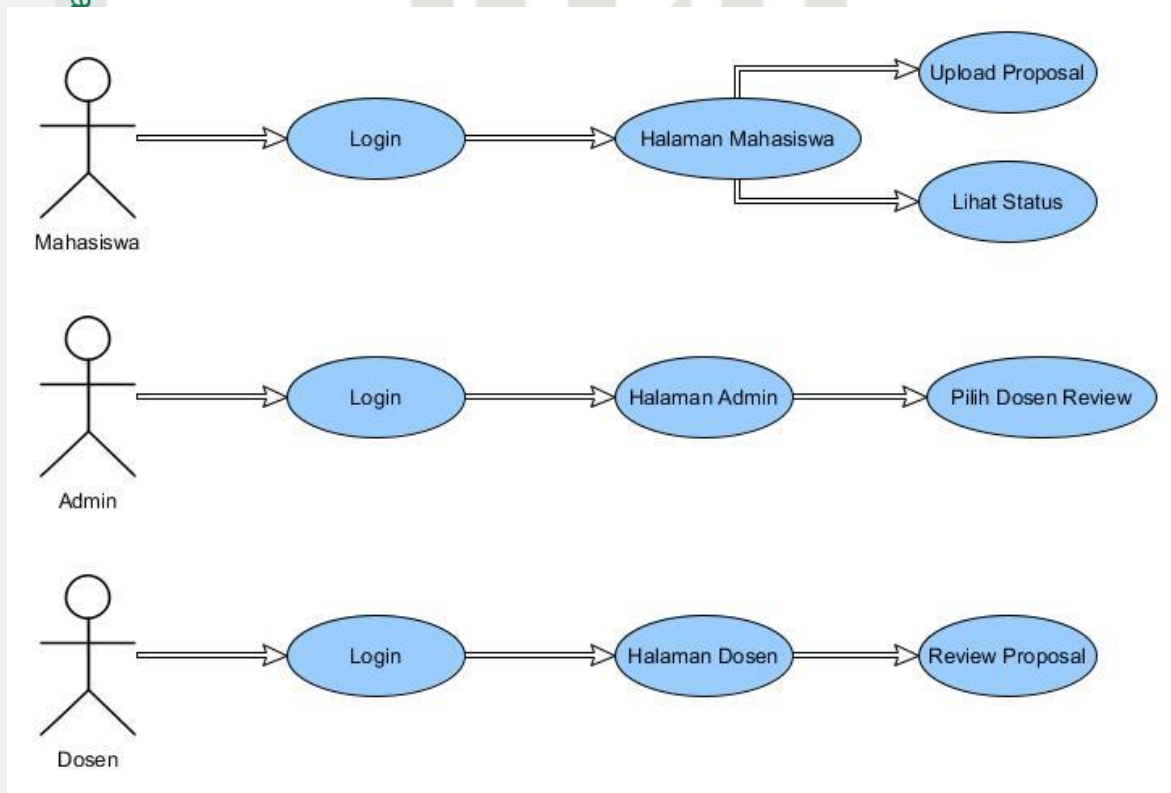 Upload Proposal
Login
Halaman Mahasiswa
Lihat Status
Mahasiswa
Login
Halaman Admin
Pilih Dosen Review
Admin
Login
Halaman Dosen
Review Proposal
Dosen